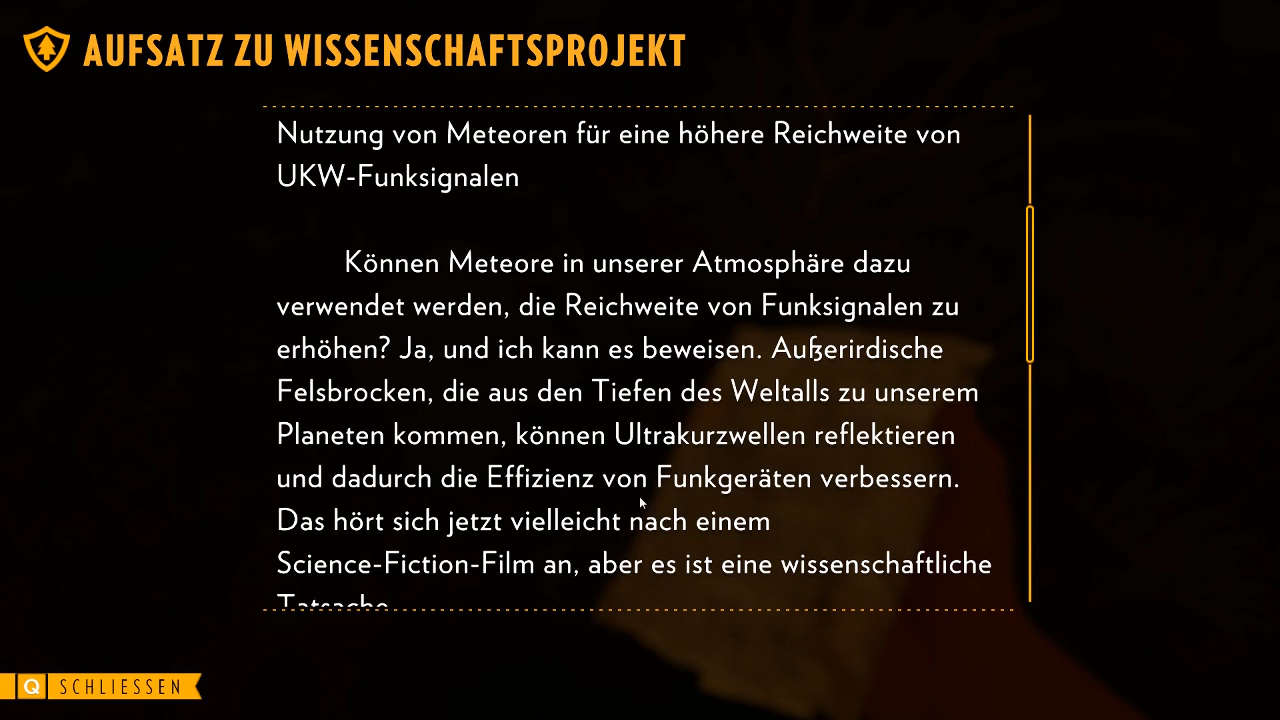 AUFSATZ ZU WISSENSCHAFTSPROJEKT
Nutzung von Meteoren für eine höhere Reichweite von
UKW-Funksignalen
Können Meteore in unserer Atmosphäre dazu
verwendet werden, die Reichweite von Funksignalen zu
erhöhen? Ja, und ich kann es beweisen. Außerirdische
Felsbrocken, die aus den Tiefen des Weltalls zu unserem
Planeten kommen, können Ultrakurzwellen reflektieren
und dadurch die Effizienz von Funkgeräten verbessern.
Das hört sich jetzt vielleicht nach einem
Science-Fiction-Film an, aber es ist eine wissenschaftliche
Tatsache
Q SCHLIESSEN